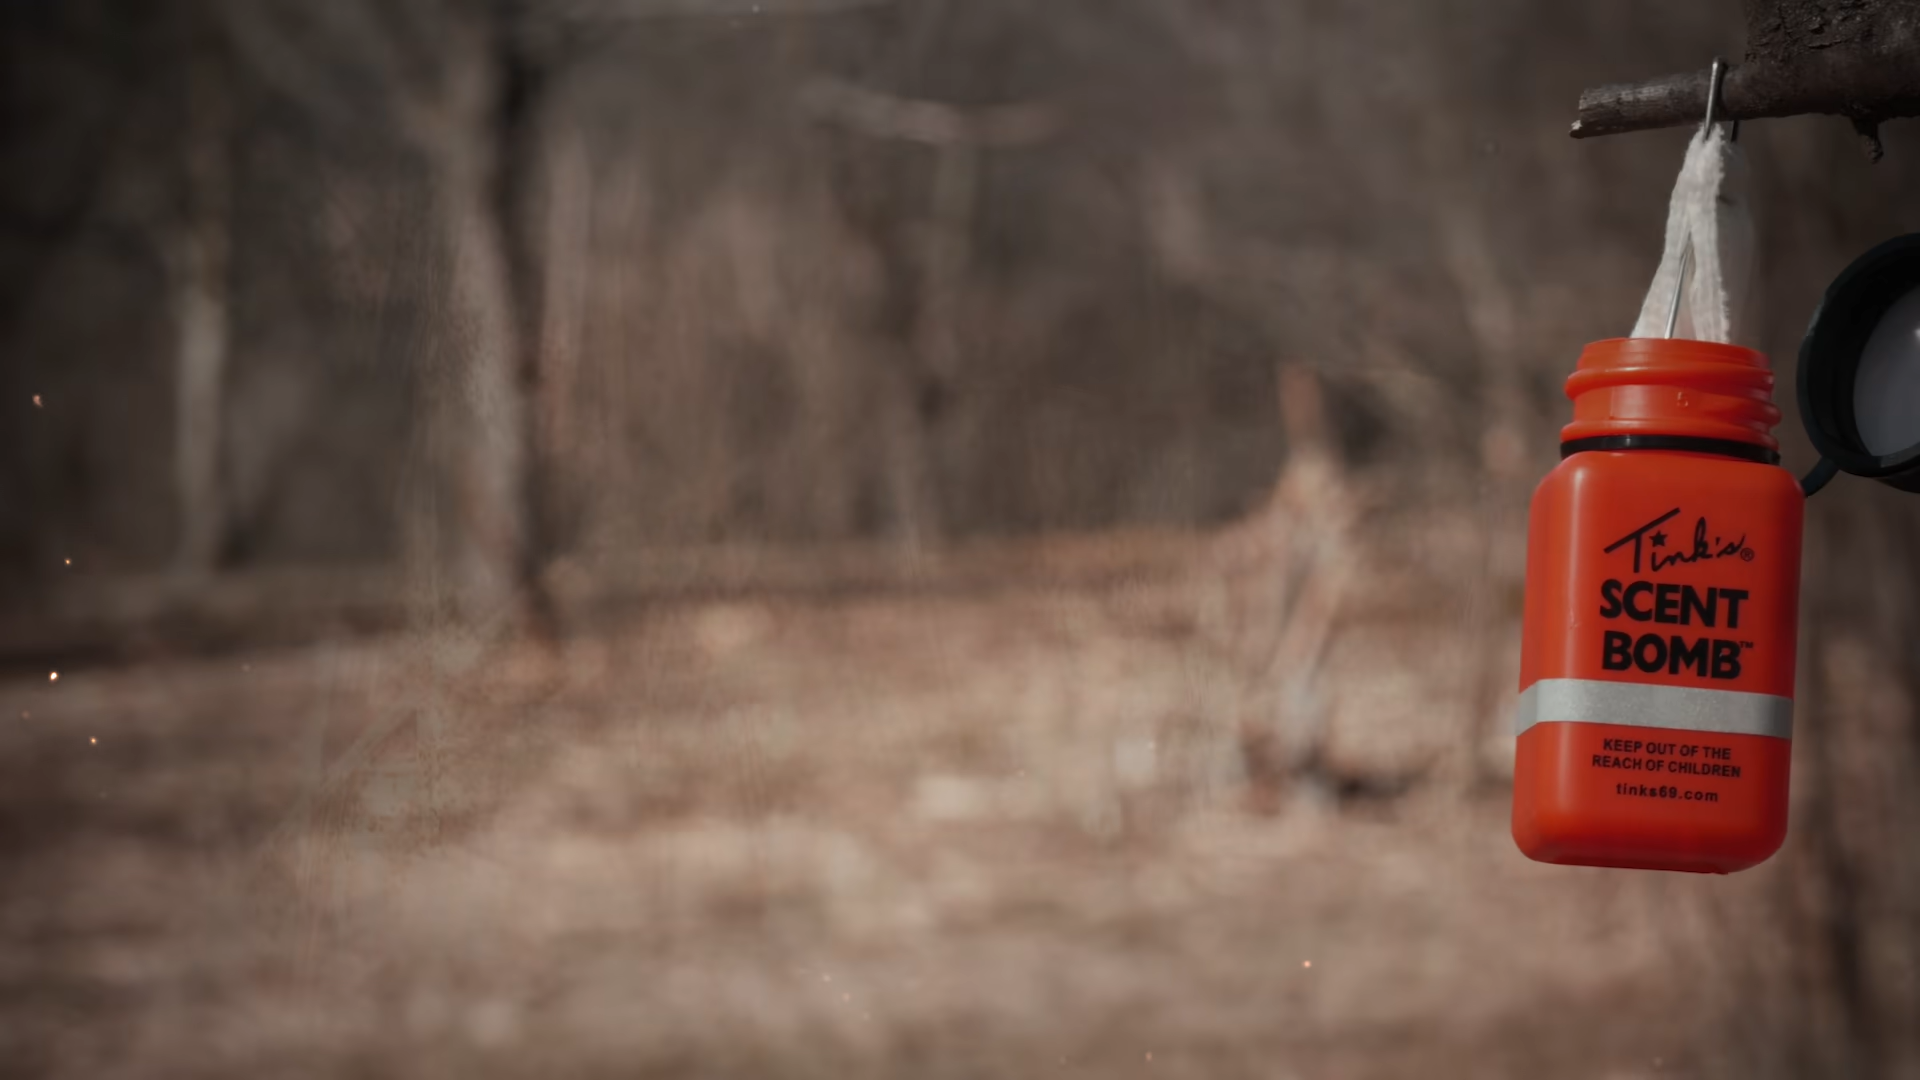 Tink's®
SCENT
BOMB™
KEEP OUT OF THE
REACH OF CHILDREN
tinks69.com